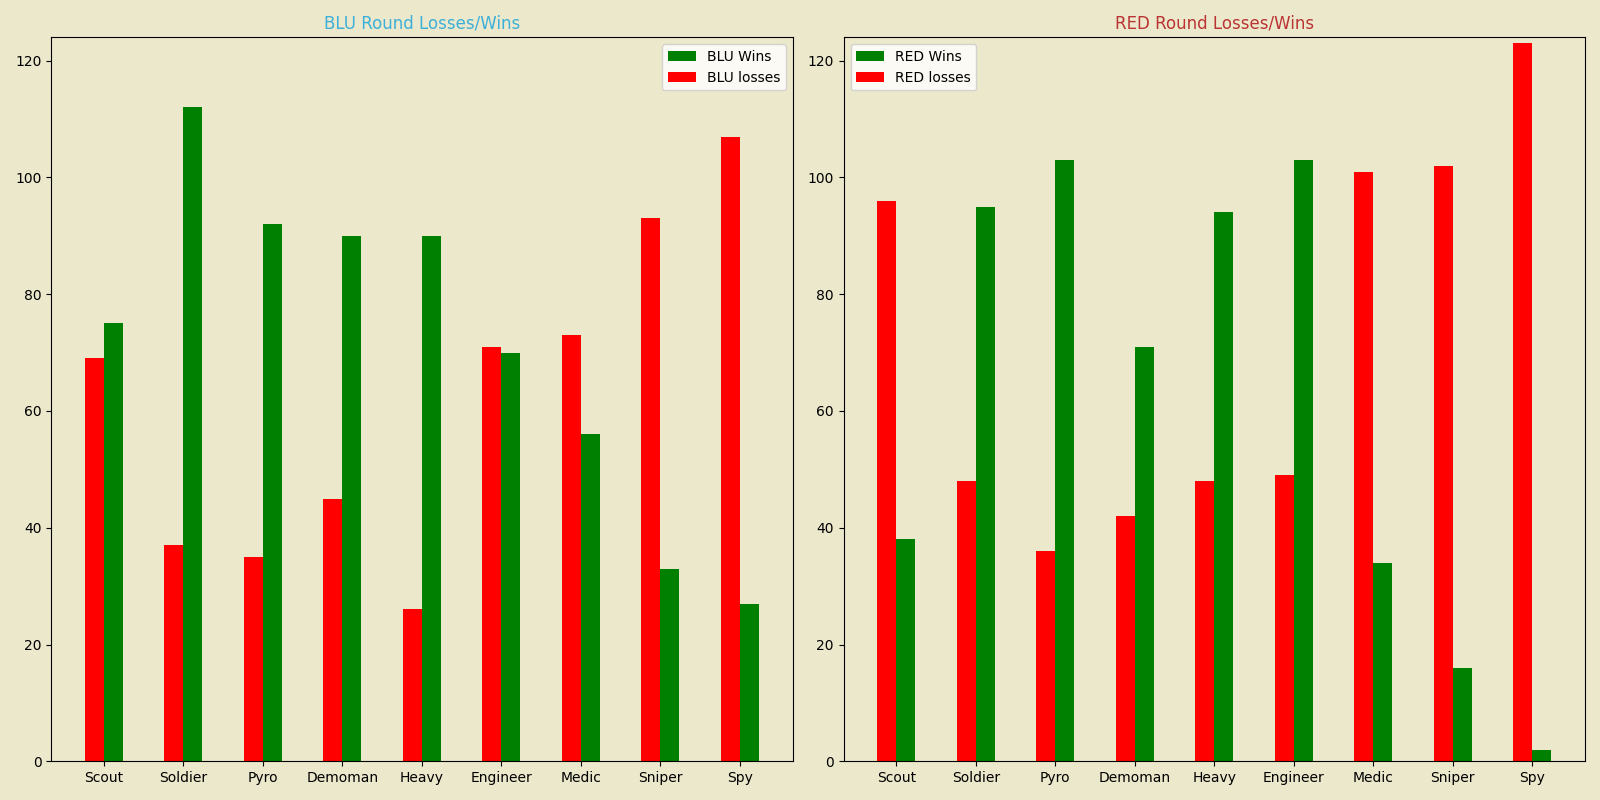 BLU Round Losses/Wins
120
100
80
60
40
20
0
BLU Wins
BLU losses
Scout Soldier Pyro Demoman Heavy Engineer Medic Sniper Spy
RED Round Losses/Wins
120
100
80
60
40
20
0
RED Wins
RED losses
Scout Soldier Pyro Demoman Heavy Engineer Medic Sniper Spy